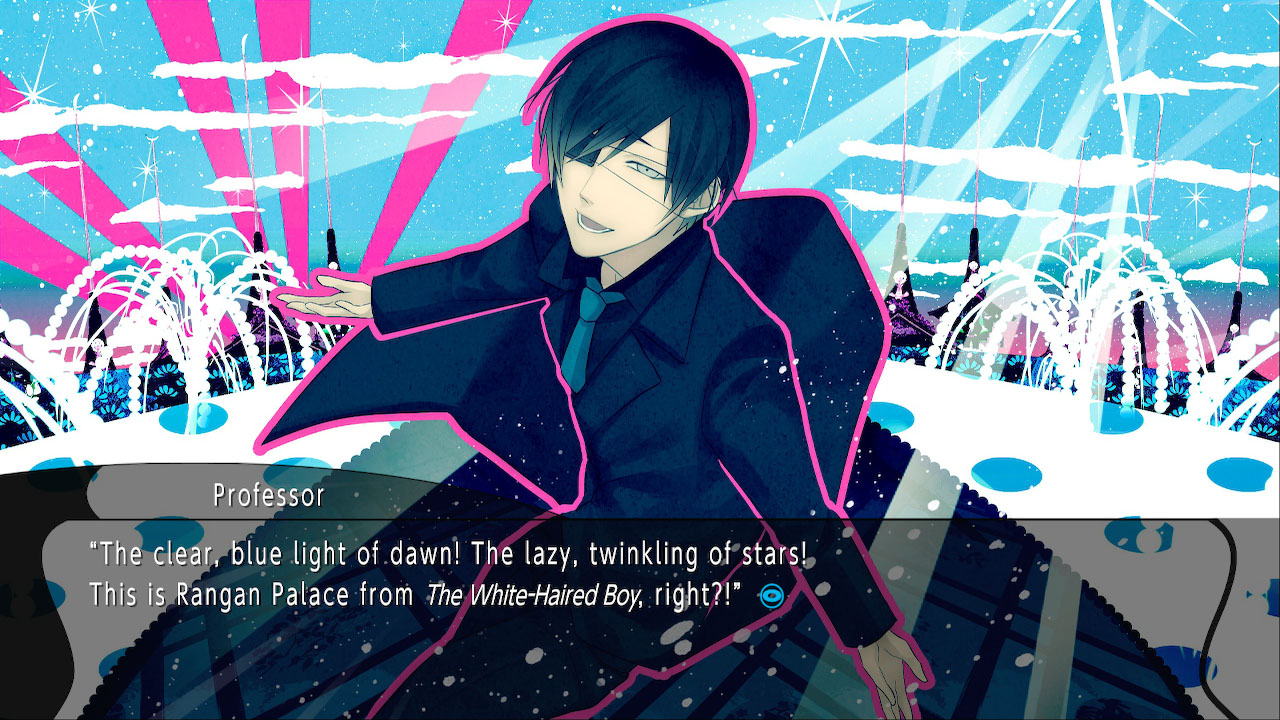 Professor
“The clear, blue light of dawn! The lazy, twinkling of stars!
This is Rangan Palace from The White-Haired Boy, right?!”